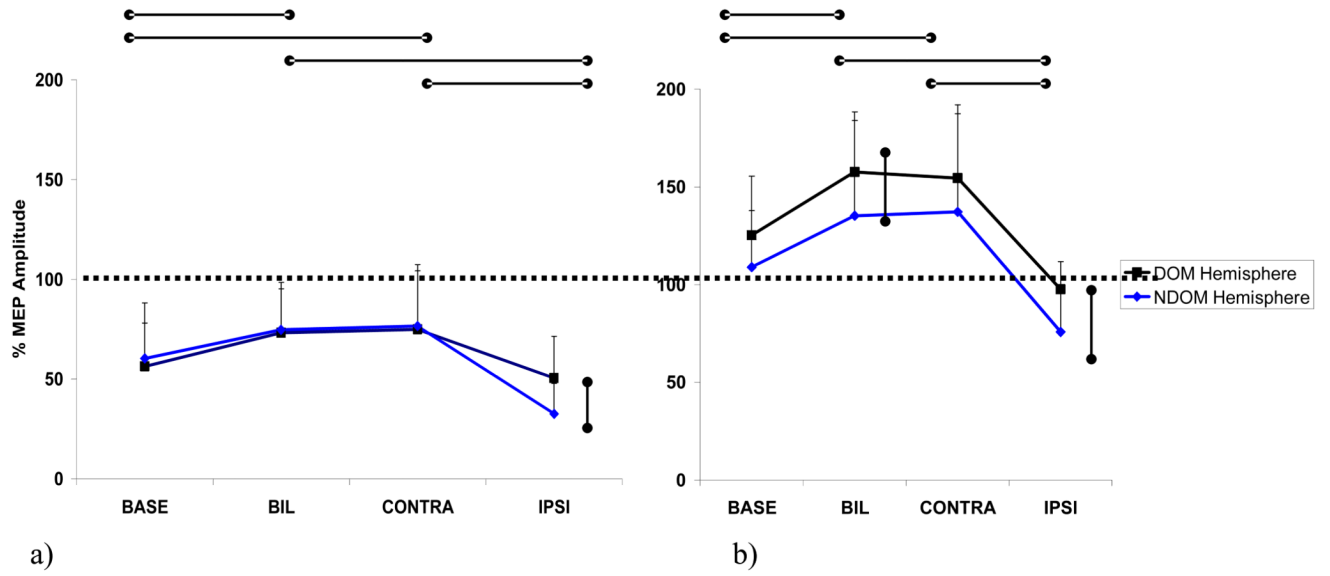 200
150
100
50
0
% MEP Amplitude
BASE BIL CONTRA IPSI
a)
200
150
100
50
0
BASE BIL CONTRA IPSI
b)
DOM Hemisphere
NDOM Hemisphere